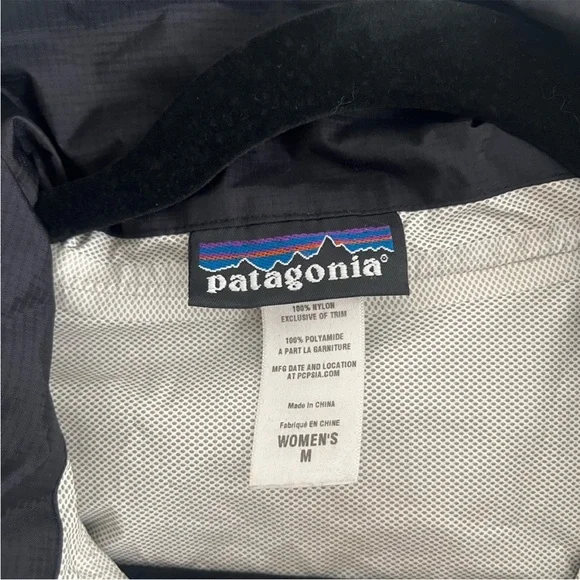 patagonia®
100% NYLON
EXCLUSIVE OF TRIM
100% POLYAMIDE
A PART LA GARNITURE
MFG DATE AND LOCATION
AT PCPSIA.COM
Made in CHINA
Fabriqué EN CHINE
WOMEN'S
M